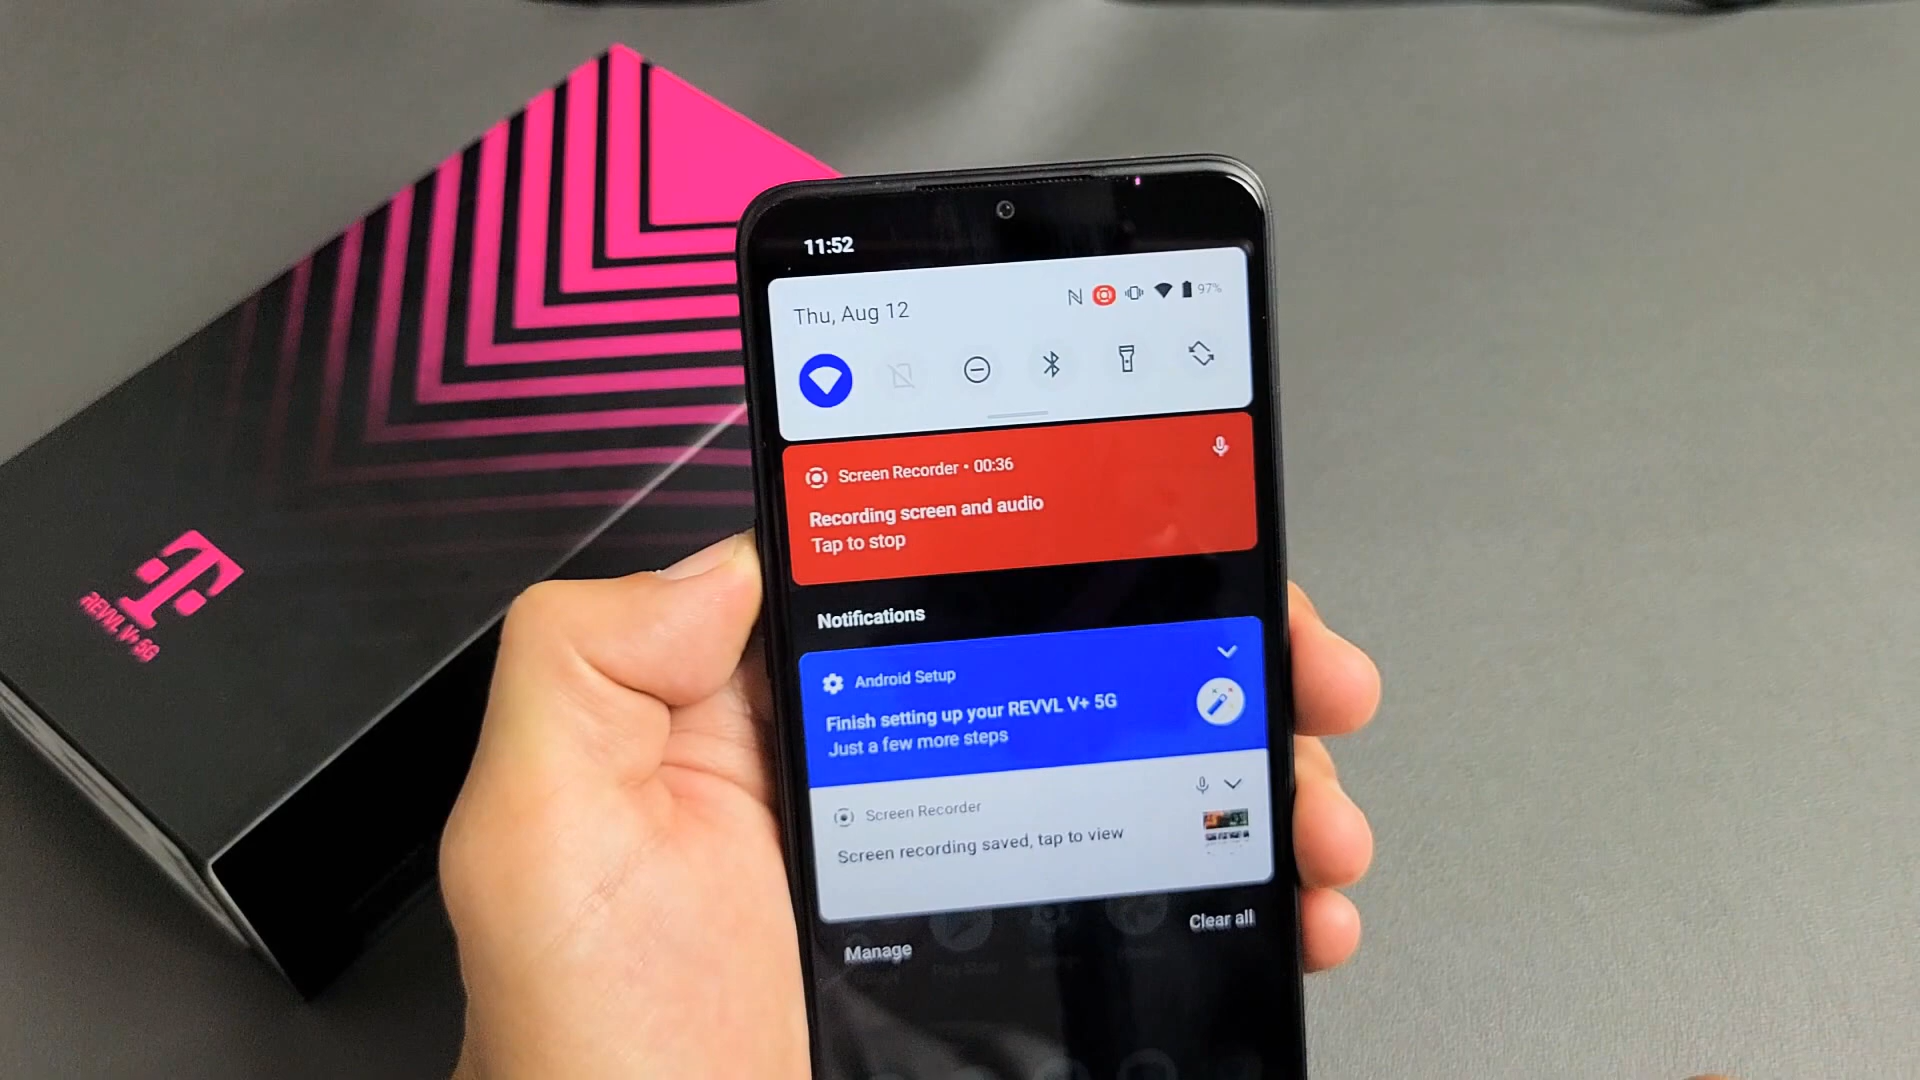 11:52
Thu, Aug 12
97%
Screen Recorder • 00:36
Recording screen and audio
Tap to stop
Notifications
Android Setup
Finish setting up your REVVL V+ 5G
Just a few more steps
Screen Recorder
Screen recording saved, tap to view
Manage
Clear all
T
REVVL V+ 5G